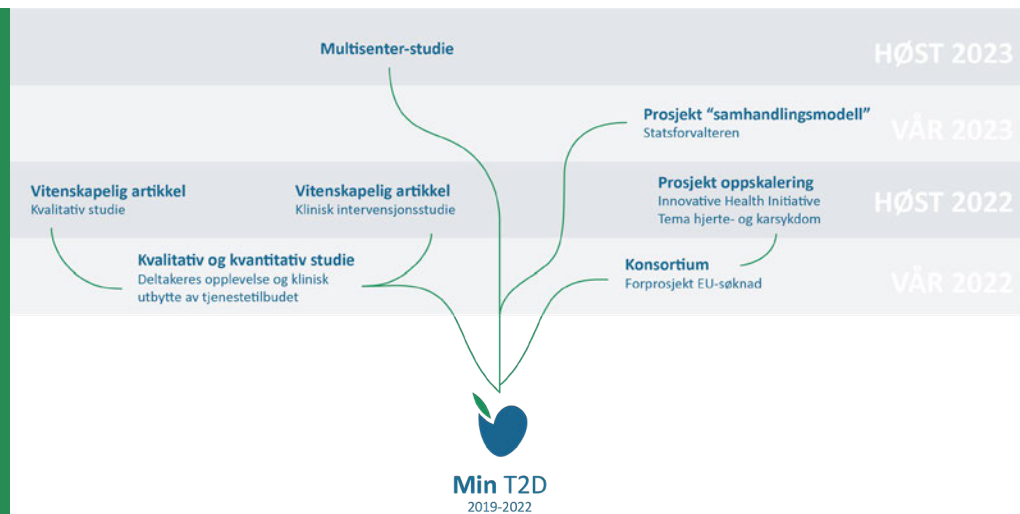 Multisenter-studie
HØST 2023
Prosjekt “samhandlingsmodell”
Statsforvalteren
VÅR 2023
Vitenskapelig artikkel
Kvalitativ studie
Vitenskapelig artikkel
Klinisk intervensjonsstudie
Prosjekt oppskalering
Innovative Health Initiative
Tema hjerte- og karsykdom
HØST 2022
Kvalitativ og kvantitativ studie
Deltakeres opplevelse og klinisk
utbytte av tjenestetilbudet
Konsortium
Forprosjekt EU-søknad
VÅR 2022
Min T2D
2019-2022